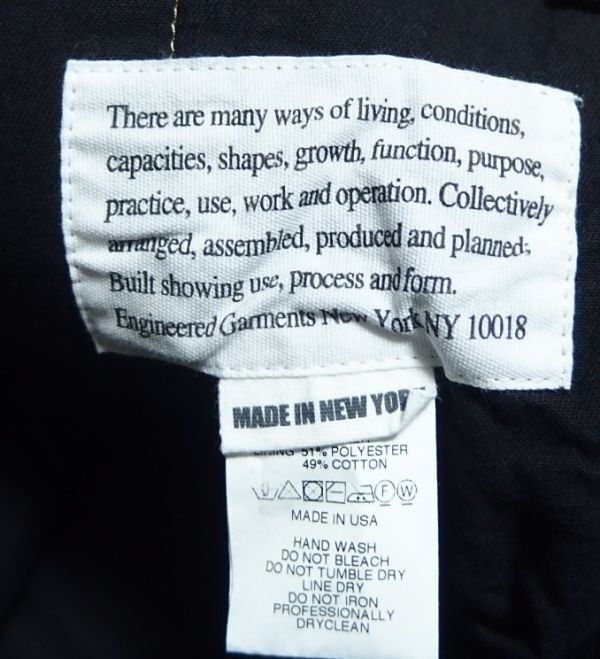 There are many ways of living, conditions,
capacities, shapes, growth, function, purpose,
practice, use, work and operation. Collectively
arranged, assembled, produced and planned;
Built showing use, process and form.
Engineered Garments New York NY 10018
MADE IN NEW YO
51% POLYESTER
49% COTTON
F W
MADE IN USA
HAND WASH
DO NOT BLEACH
DO NOT TUMBLE DRY
LINE DRY
DO NOT IRON
PROFESSIONALLY
DRYCLEAN